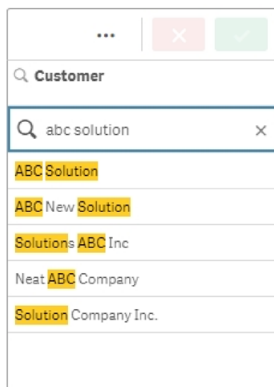 Customer
abc solution
ABC Solution
ABC New Solution
Solutions ABC Inc
Neat ABC Company
Solution Company Inc.